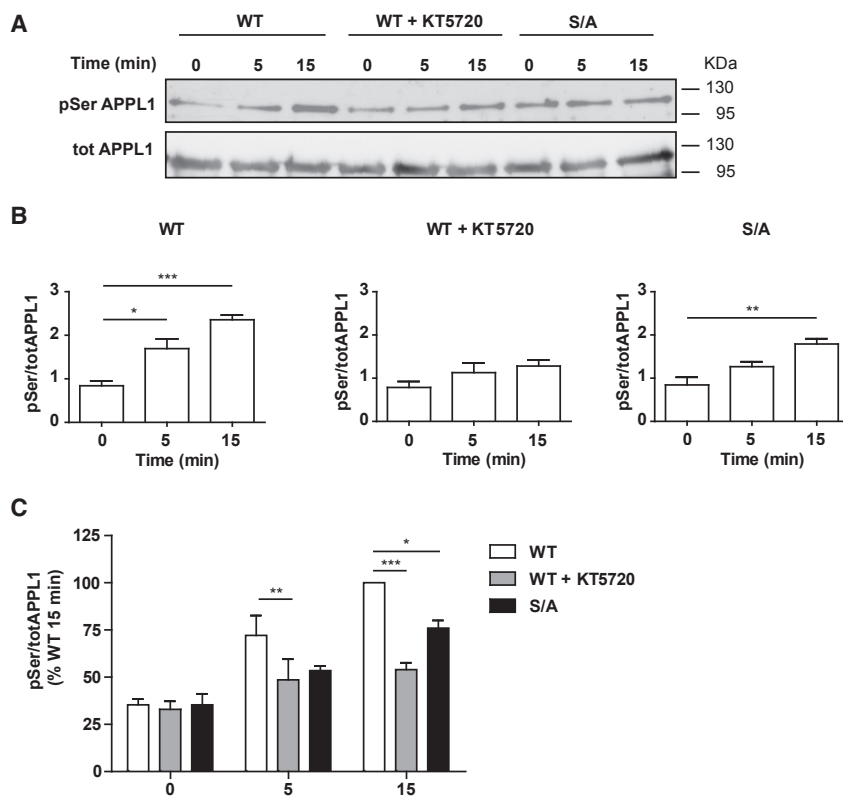 A
WT WT + KT5720 S/A
Time (min) 0 5 15 0 5 15 0 5 15 KDa
pSer APPL1 130
95
tot APPL1 130
95
B
WT WT + KT5720 S/A
pSer/totAPPL1
3
2
1
0
*
***
0 5 15
Time (min)
pSer/totAPPL1
3
2
1
0
0 5 15
Time (min)
pSer/totAPPL1
3
2
1
0
**
0 5 15
Time (min)
C
pSer/totAPPL1
(% WT 15 min)
125
100
75
50
25
0
**
*
***
0 5 15
WT
WT + KT5720
S/A